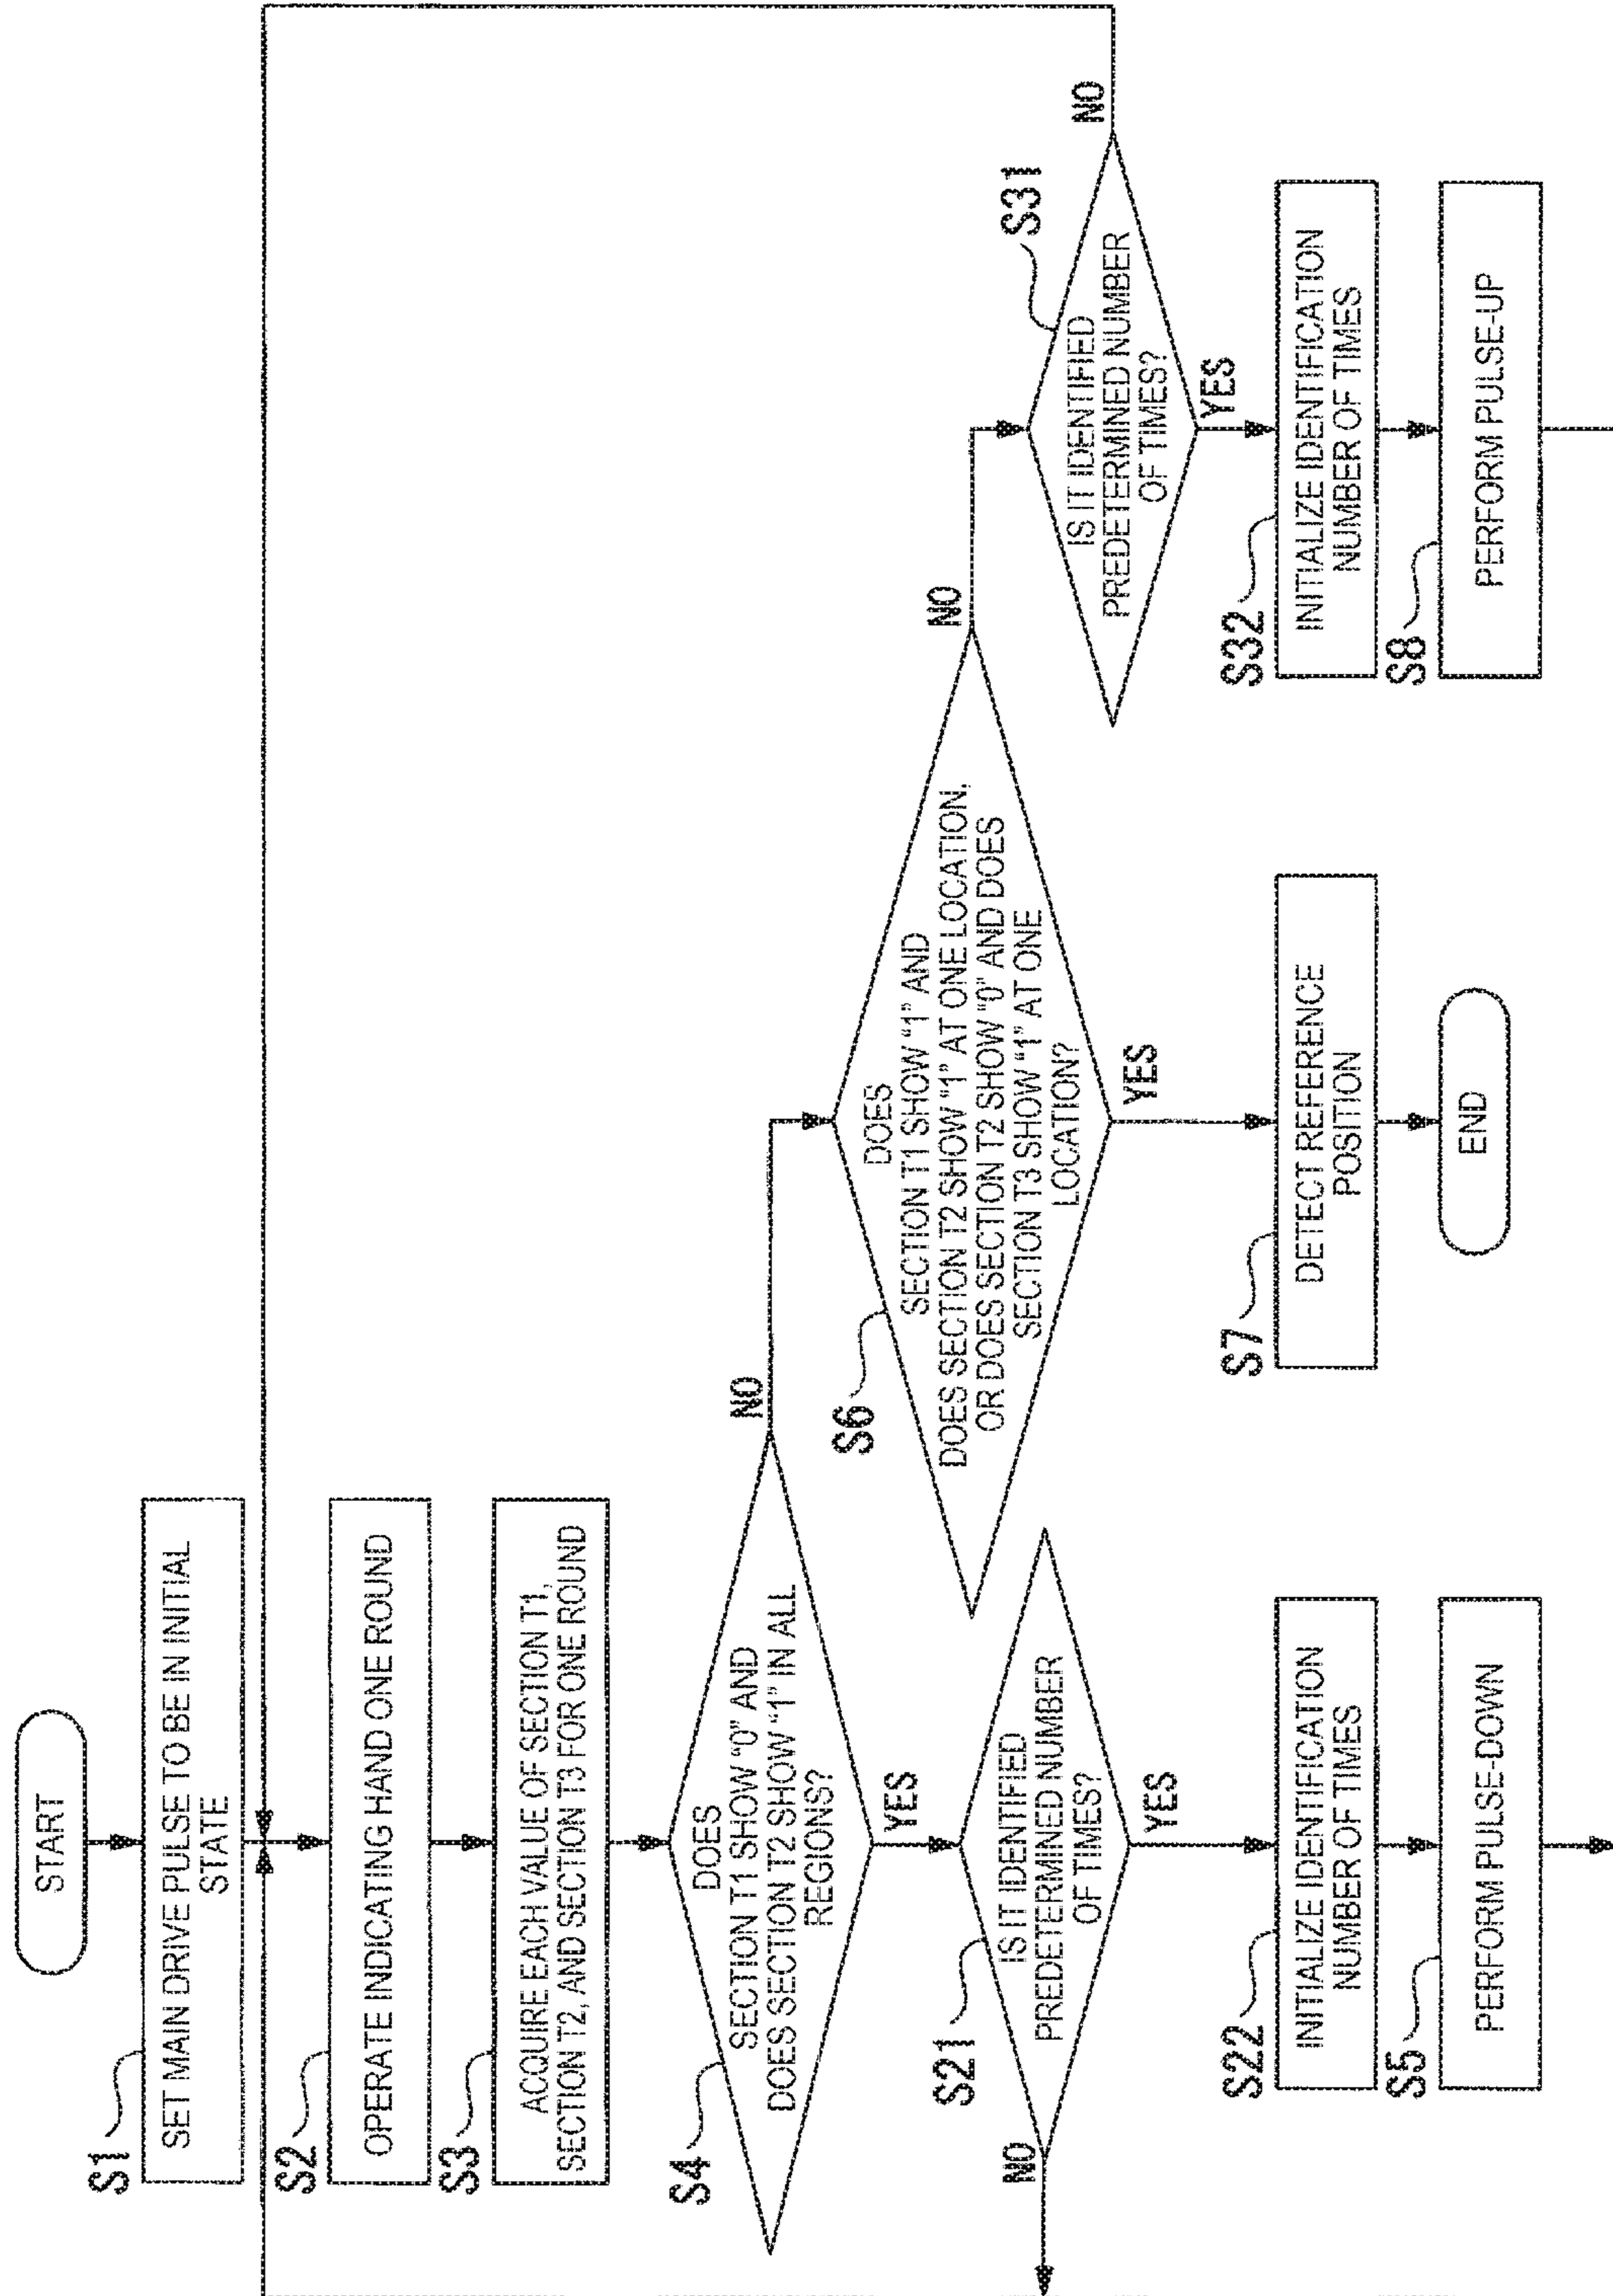 START
S1
SET MAIN DRIVE PULSE TO BE IN INITIAL
STATE
S2
OPERATE INDICATING HAND ONE ROUND
S3
ACQUIRE EACH VALUE OF SECTION T1,
SECTION T2, AND SECTION T3 FOR ONE ROUND
S4
DOES
SECTION T1 SHOW "0" AND
DOES SECTION T2 SHOW "1" IN ALL
REGIONS?
NO
YES
S21
IS IT IDENTIFIED
PREDETERMINED NUMBER
OF TIMES?
NO
YES
S22
INITIALIZE IDENTIFICATION
NUMBER OF TIMES
S5
PERFORM PULSE-DOWN
S6
DOES
SECTION T1 SHOW "1" AND
DOES SECTION T2 SHOW "1" AT ONE LOCATION,
OR DOES SECTION T2 SHOW "0" AND DOES
SECTION T3 SHOW "1" AT ONE
LOCATION?
NO
YES
S7
DETECT REFERENCE
POSITION
END
S31
IS IT IDENTIFIED
PREDETERMINED NUMBER
OF TIMES?
NO
YES
S32
INITIALIZE IDENTIFICATION
NUMBER OF TIMES
S8
PERFORM PULSE-UP